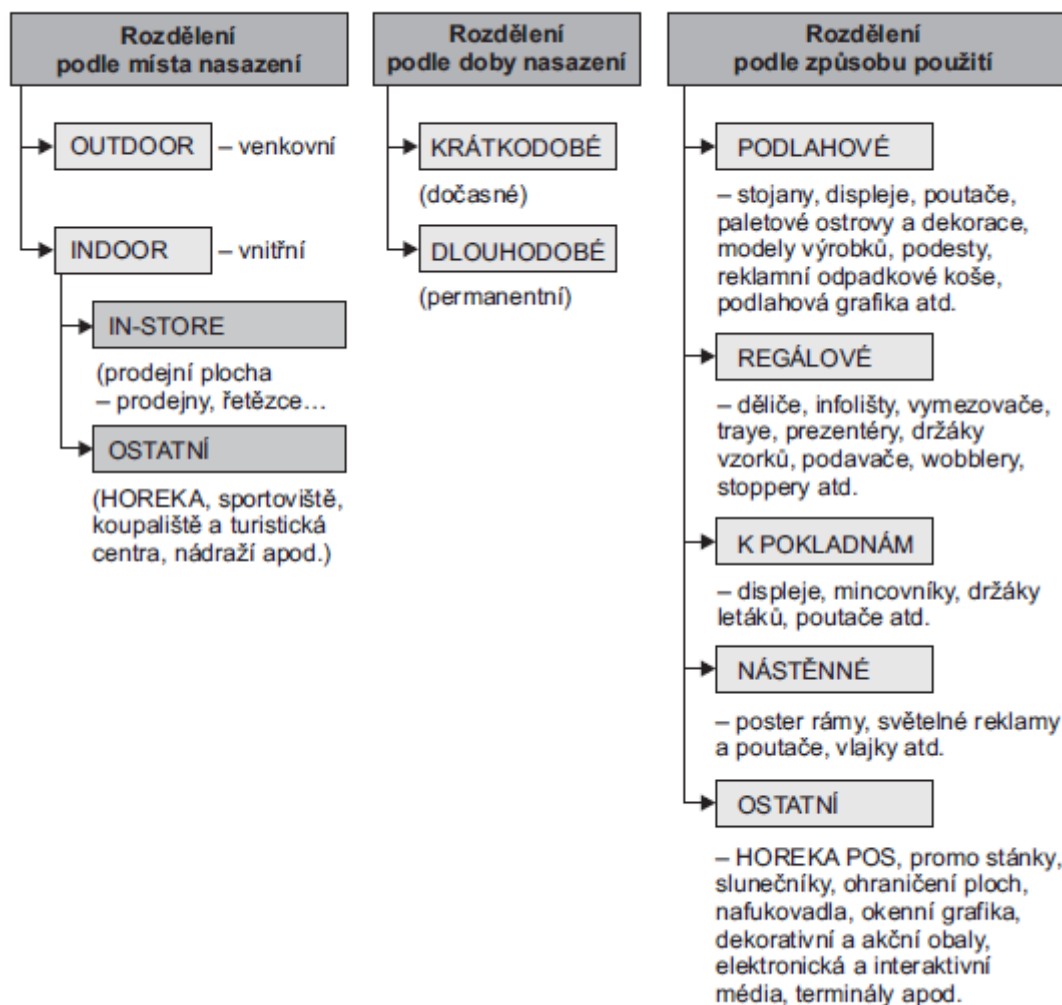 Rozdělení
podle místa nasazení
OUTDOOR – venkovní
INDOOR – vnitřní
IN-STORE
(prodejní plocha
– prodejny, řetězce…
OSTATNÍ
(HOREKA, sportoviště,
koupaliště a turistická
centra, nádraží apod.)
Rozdělení
podle doby nasazení
KRÁTKODOBÉ
(dočasné)
DLOUHODOBÉ
(permanentní)
Rozdělení
podle způsobu použití
PODLAHOVÉ
– stojany, displeje, poutače,
paletové ostrovy a dekorace,
modely výrobků, podesty,
reklamní odpadkové koše,
podlahová grafika atd.
REGÁLOVÉ
– děliče, infolišty, vymezovače,
traye, prezentéry, držáky
vzorků, podavače, wobblery,
stoppery atd.
K POKLADNÁM
– displeje, mincovníky, držáky
letáků, poutače atd.
NÁSTĚNNÉ
– poster rámy, světelné reklamy
a poutače, vlajky atd.
OSTATNÍ
– HOREKA POS, promo stánky,
slunečníky, ohraničení ploch,
nafukovadla, okenní grafika,
dekorativní a akční obaly,
elektronická a interaktivní
média, terminály apod.